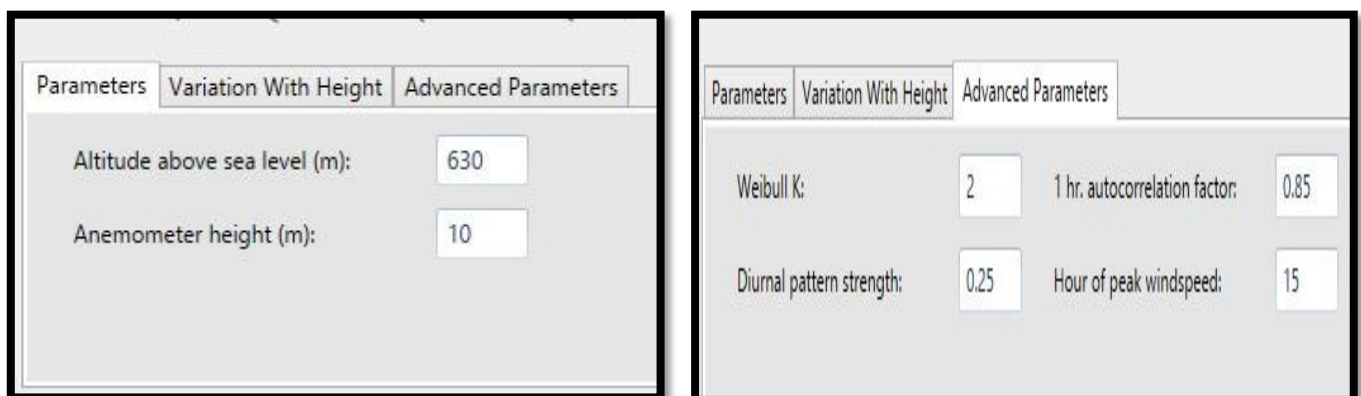 Parameters Variation With Height Advanced Parameters
Altitude above sea level (m): 630
Anemometer height (m): 10
Parameters Variation With Height Advanced Parameters
Weibull K: 2 1 hr. autocorrelation factor: 0.85
Diurnal pattern strength: 0.25 Hour of peak windspeed: 15